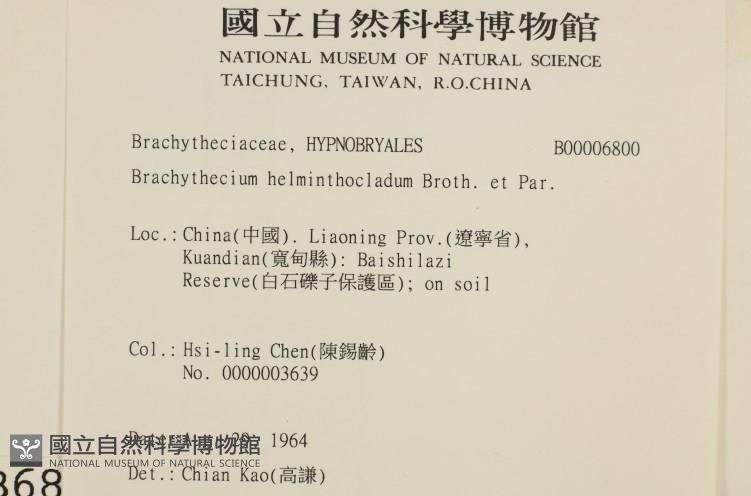 國立自然科學博物館
NATIONAL MUSEUM OF NATURAL SCIENCE
TAICHUNG, TAIWAN, R.O.CHINA
Brachytheciaceae, HYPNOBRYALES B00006800
Brachythecium helminthocladum Broth. et Par.
Loc.: China(中國). Liaoning Prov.(遼寧省),
Kuandian(寬甸縣): Baishilazi
Reserve(白石礫子保護區); on soil
Col.: Hsi-ling Chen(陳錫齡)
No. 0000003639
1964
國立自然科學博物館
NATIONAL MUSEUM OF NATURAL SCIENCE
Det.: Chian Kao(高謙)
868